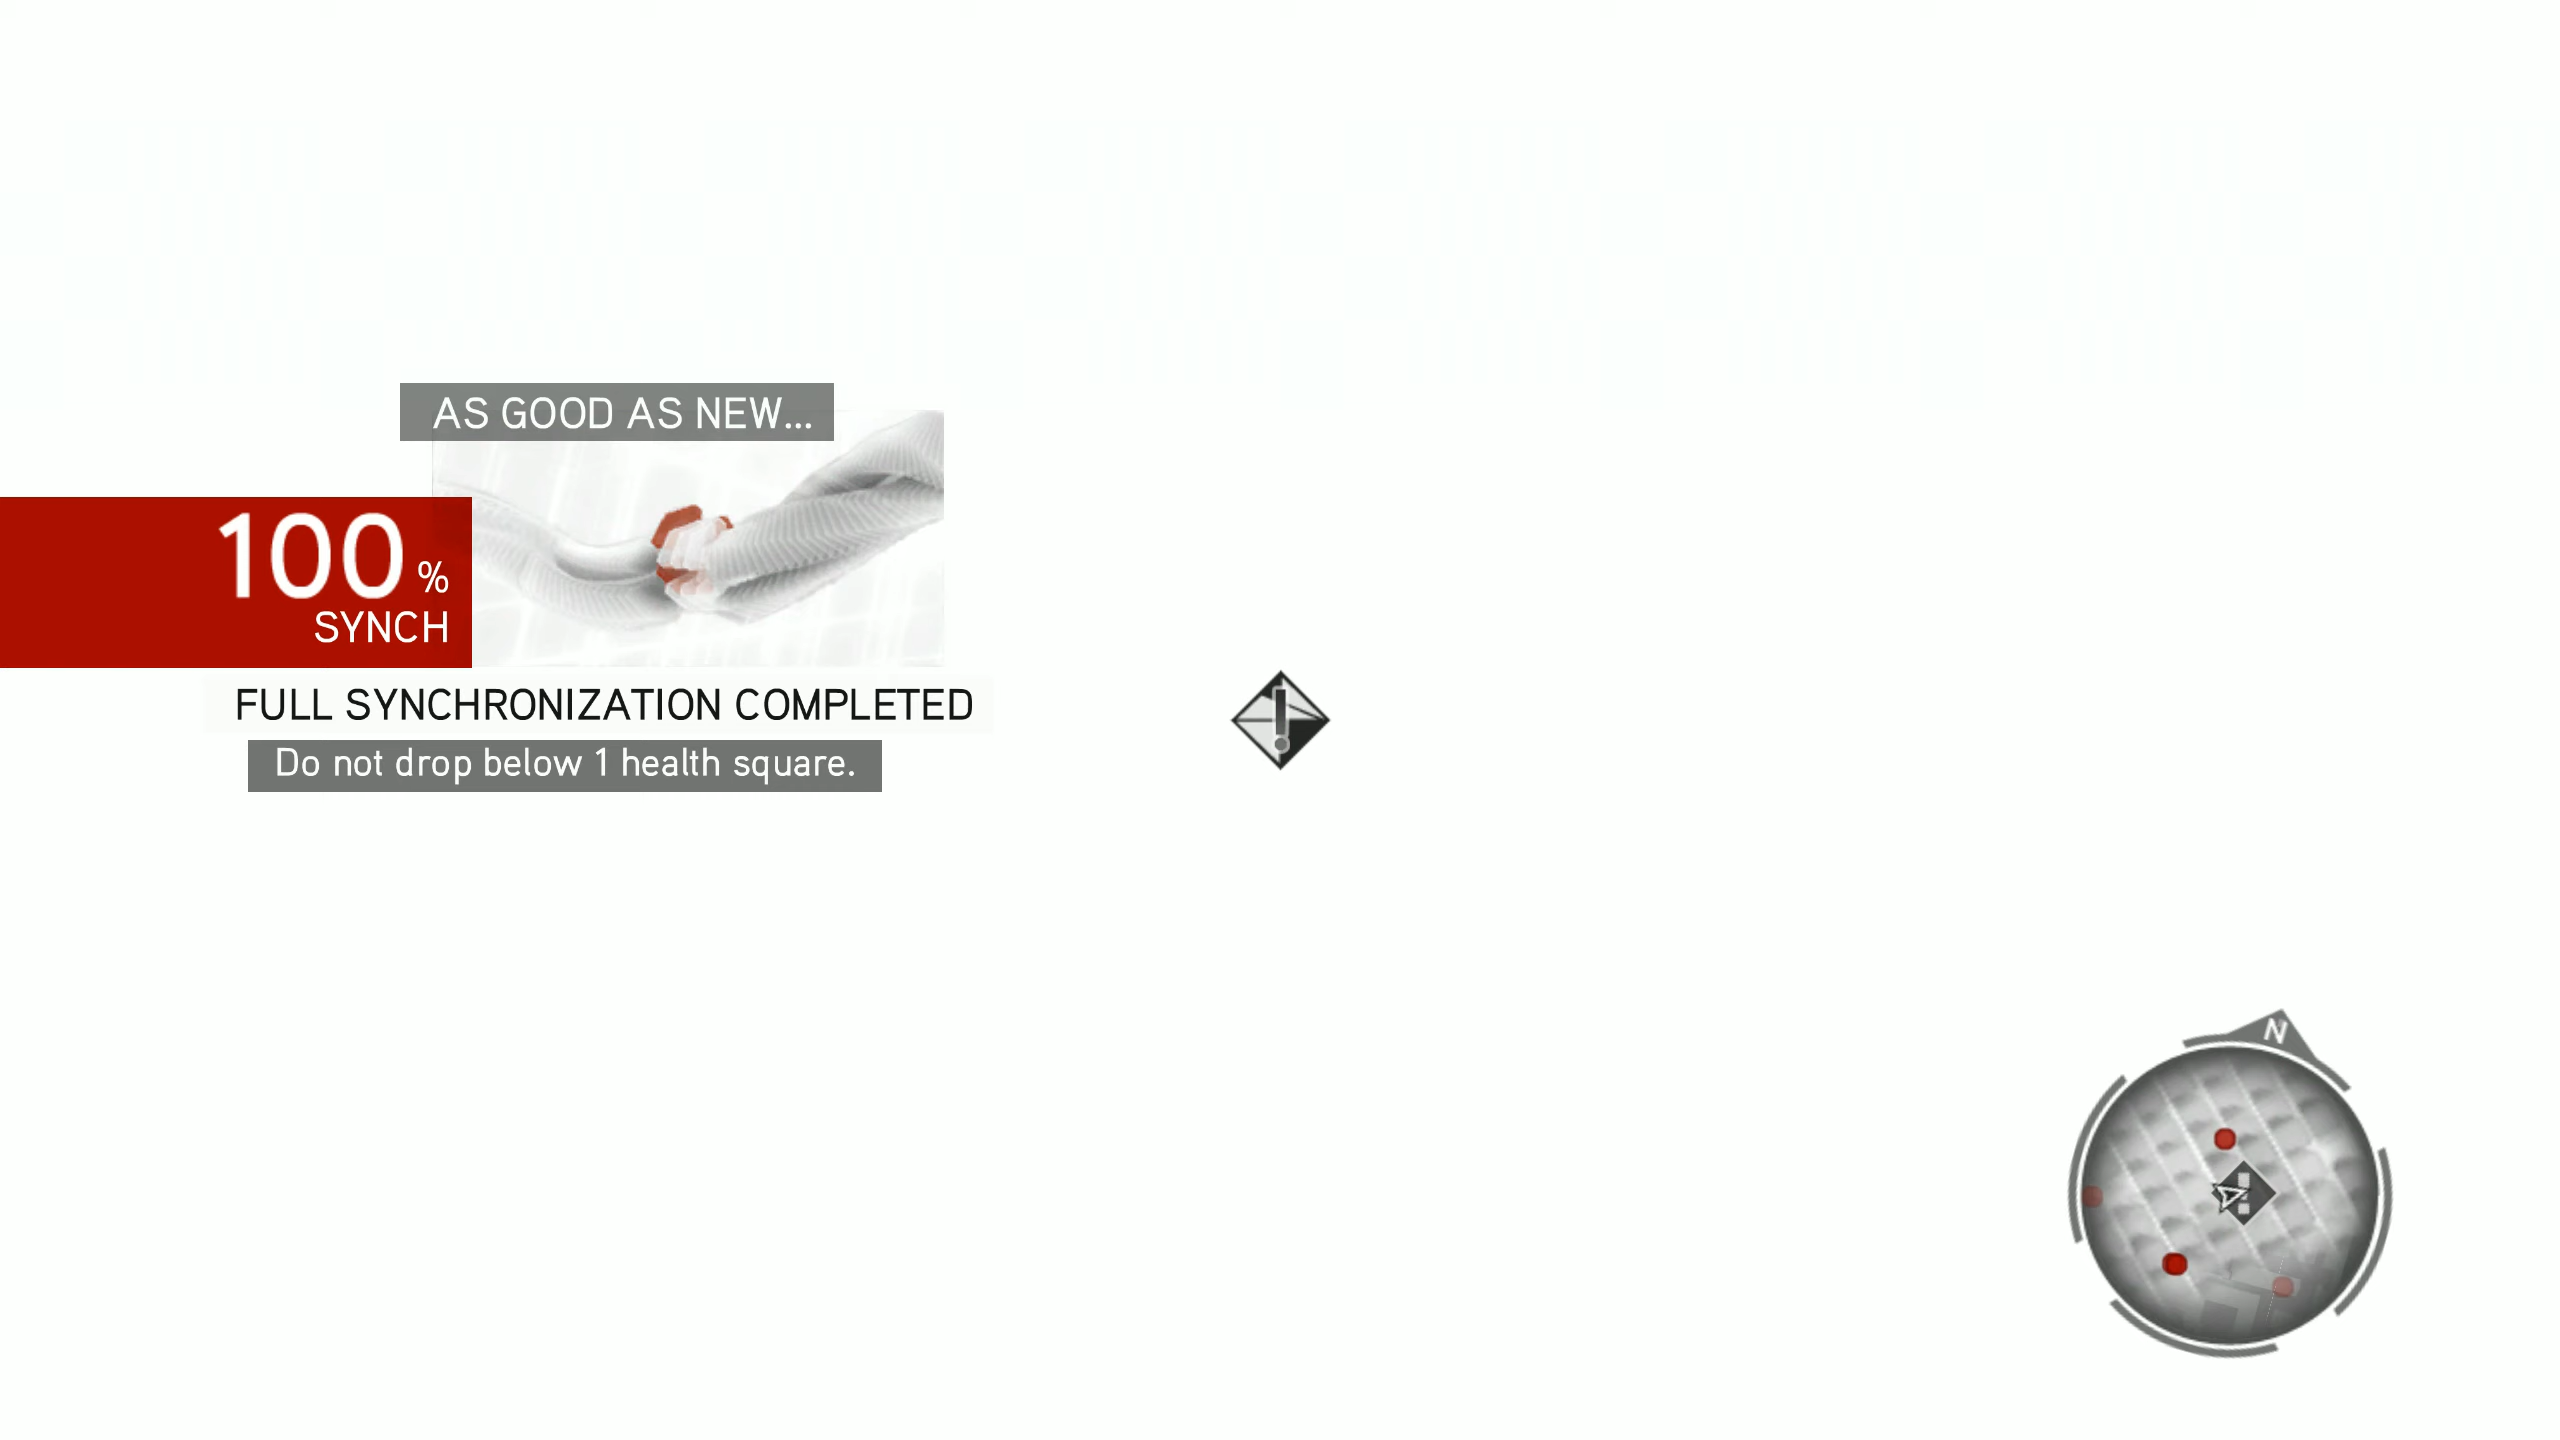 AS GOOD AS NEW...
100 %
SYNCH
FULL SYNCHRONIZATION COMPLETED
Do not drop below 1 health square.
N